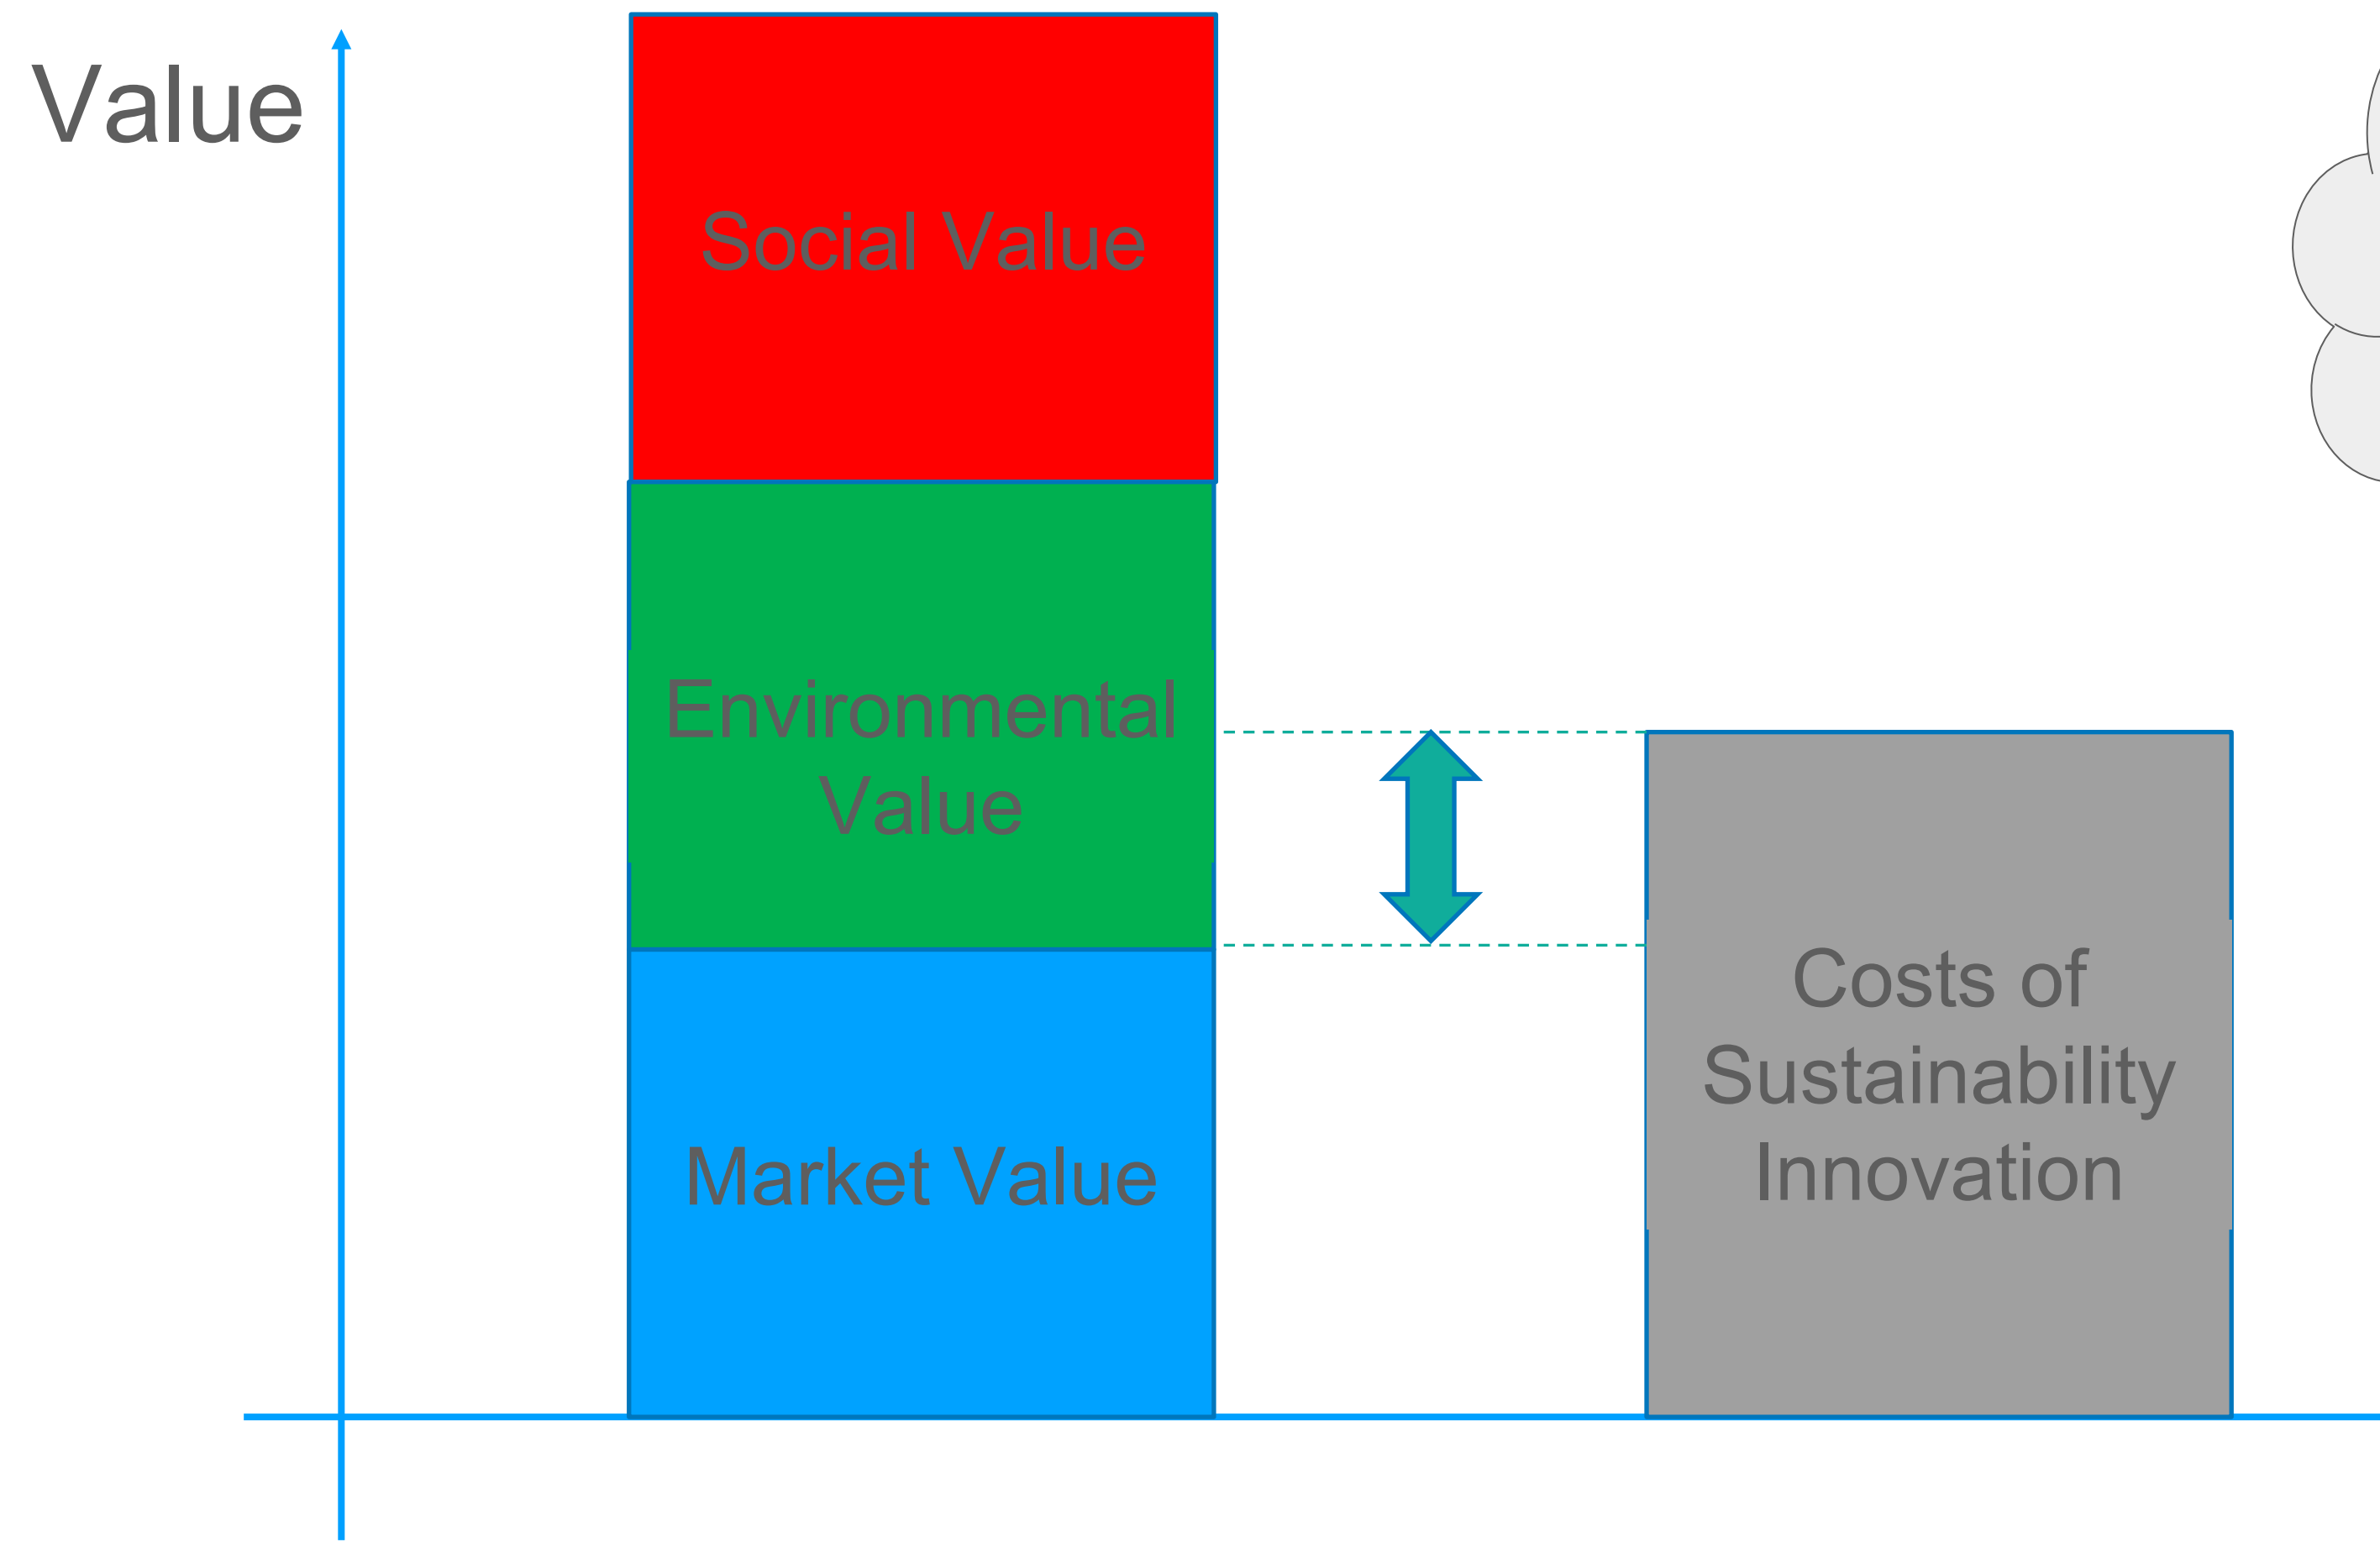 Value
Social Value
Environmental
Value
Market Value
Costs of
Sustainability
Innovation